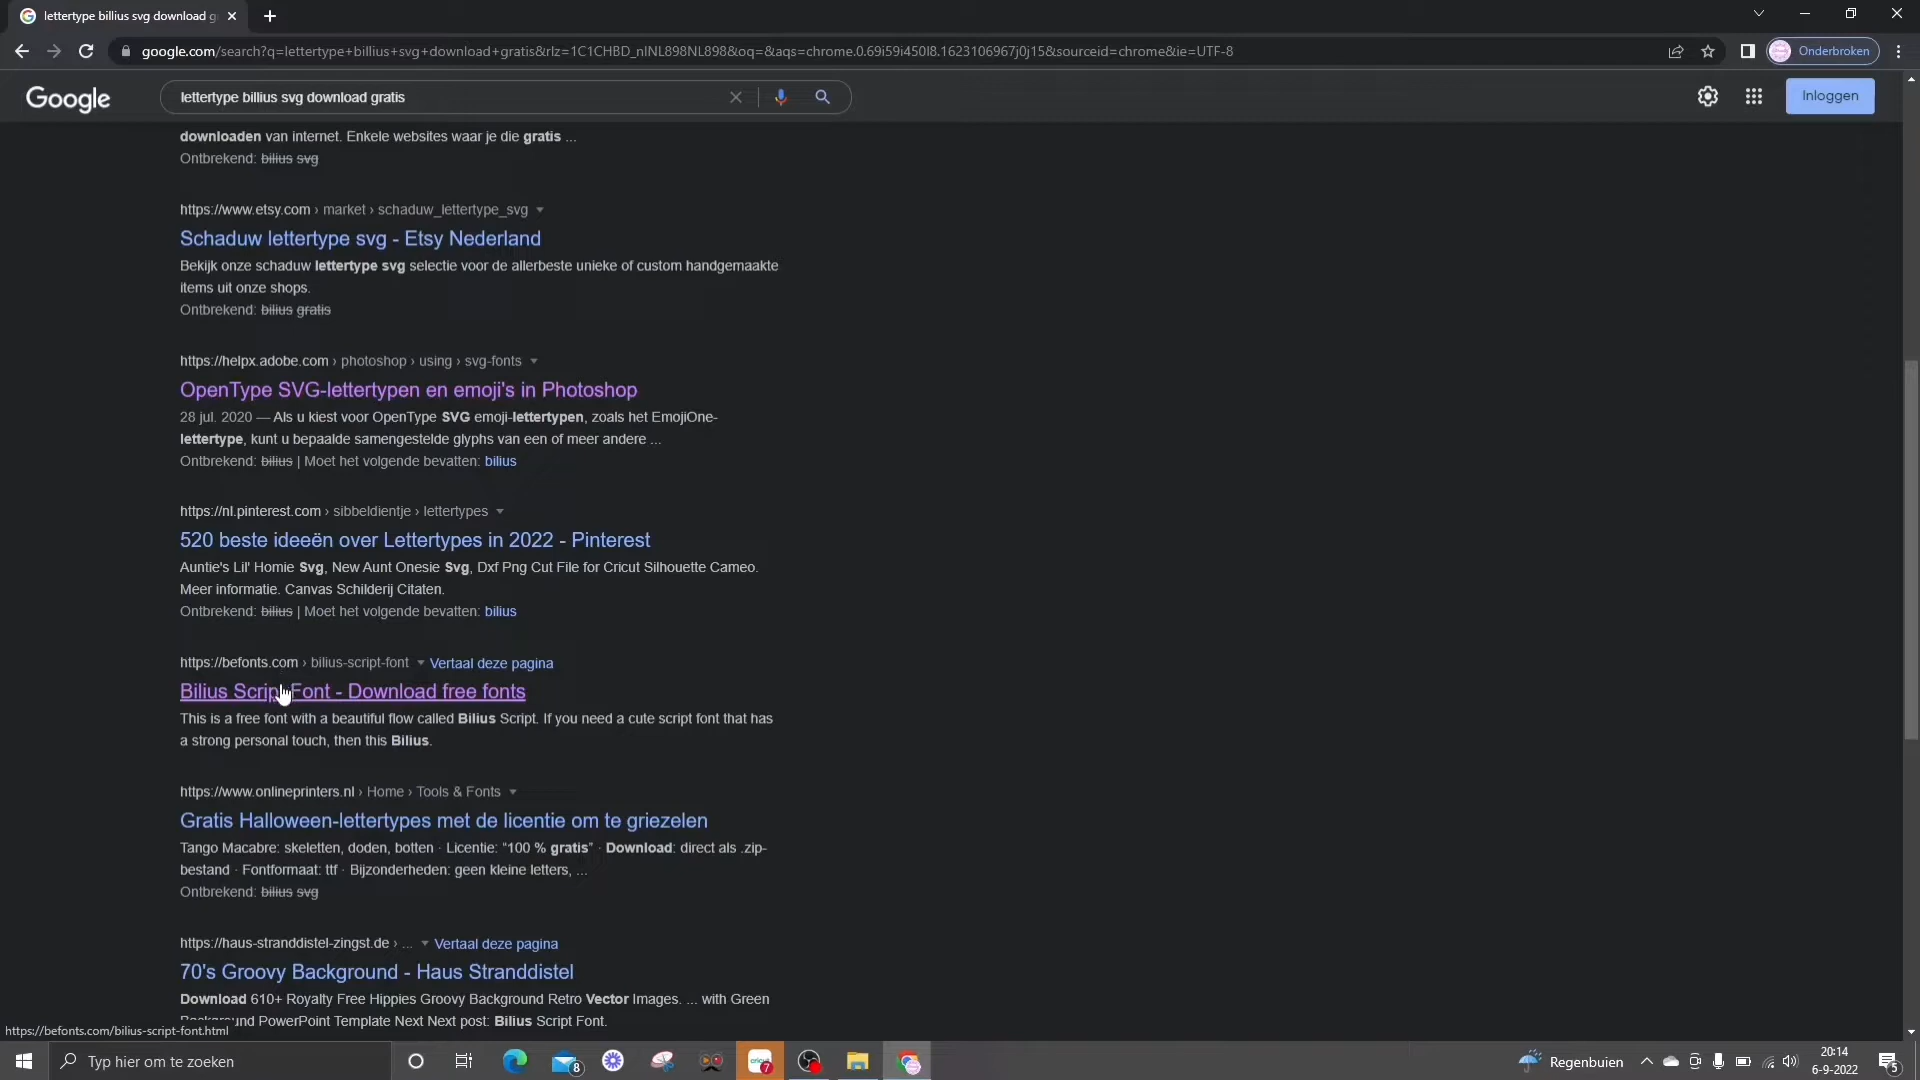 lettertype billius svg download g
google.com/search?q=lettertype+billius+svg+download+gratis&rlz=1C1CHBD_nlNL898NL898&oq=&aqs=chrome.0.69i59i450l8.1623106967j0j15&sourceid=chrome&ie=UTF-8
Onderbroken
Google
lettertype billius svg download gratis
Inloggen
downloaden van internet. Enkele websites waar je die gratis ...
Ontbrekend: bilius svg
https://www.etsy.com › market › schaduw_lettertype_svg
Schaduw lettertype svg - Etsy Nederland
Bekijk onze schaduw lettertype svg selectie voor de allerbeste unieke of custom handgemaakte
items uit onze shops.
Ontbrekend: bilius gratis
https://helpx.adobe.com › photoshop › using › svg-fonts
OpenType SVG-lettertypen en emoji's in Photoshop
28 jul. 2020 — Als u kiest voor OpenType SVG emoji-lettertypen, zoals het EmojiOne-
lettertype, kunt u bepaalde samengestelde glyphs van een of meer andere ...
Ontbrekend: bilius | Moet het volgende bevatten: bilius
https://nl.pinterest.com › sibbeldientje › lettertypes
520 beste ideeën over Lettertypes in 2022 - Pinterest
Auntie's Lil' Homie Svg, New Aunt Onesie Svg, Dxf Png Cut File for Cricut Silhouette Cameo.
Meer informatie. Canvas Schilderij Citaten.
Ontbrekend: bilius | Moet het volgende bevatten: bilius
https://befonts.com › bilius-script-font Vertaal deze pagina
Bilius Script Font - Download free fonts
This is a free font with a beautiful flow called Bilius Script. If you need a cute script font that has
a strong personal touch, then this Bilius.
https://www.onlineprinters.nl › Home › Tools & Fonts
Gratis Halloween-lettertypes met de licentie om te griezelen
Tango Macabre: skeletten, doden, botten · Licentie: "100 % gratis" · Download: direct als .zip-
bestand · Fontformaat: ttf · Bijzonderheden: geen kleine letters, ...
Ontbrekend: bilius svg
https://haus-stranddistel-zingst.de › ... Vertaal deze pagina
70's Groovy Background - Haus Stranddistel
Download 610+ Royalty Free Hippies Groovy Background Retro Vector Images. ... with Green
PowerPoint Template Next Next post: Bilius Script Font.
https://befonts.com/bilius-script-font.html
Typ hier om te zoeken
8
cricut
7
Regenbuien
20:14
6-9-2022
5